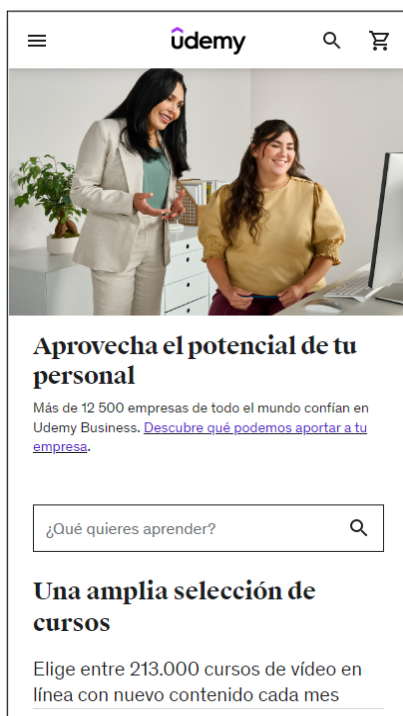 ûdemy
Aprovecha el potencial de tu
personal
Más de 12 500 empresas de todo el mundo confían en
Udemy Business. Descubre qué podemos aportar a tu
empresa.
¿Qué quieres aprender?
Una amplia selección de
cursos
Elige entre 213.000 cursos de vídeo en
línea con nuevo contenido cada mes